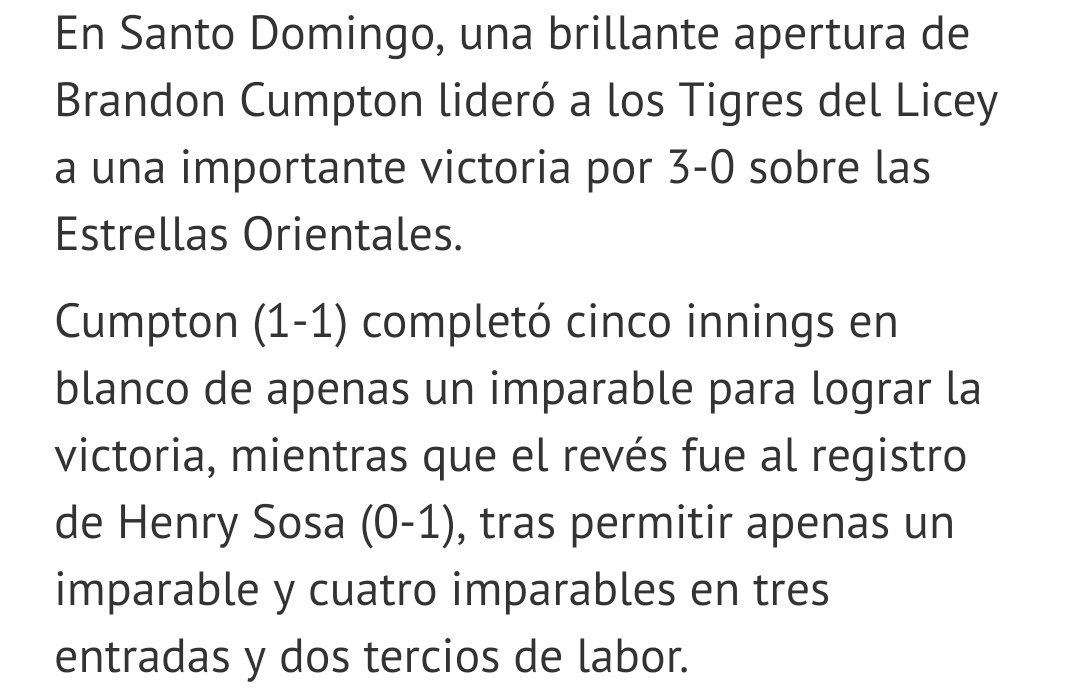 En Santo Domingo, una brillante apertura de
Brandon Cumpton lideró a los Tigres del Licey
a una importante victoria por 3-0 sobre las
Estrellas Orientales.
Cumpton (1-1) completó cinco innings en
blanco de apenas un imparable para lograr la
victoria, mientras que el revés fue al registro
de Henry Sosa (0-1), tras permitir apenas un
imparable y cuatro imparables en tres
entradas y dos tercios de labor.